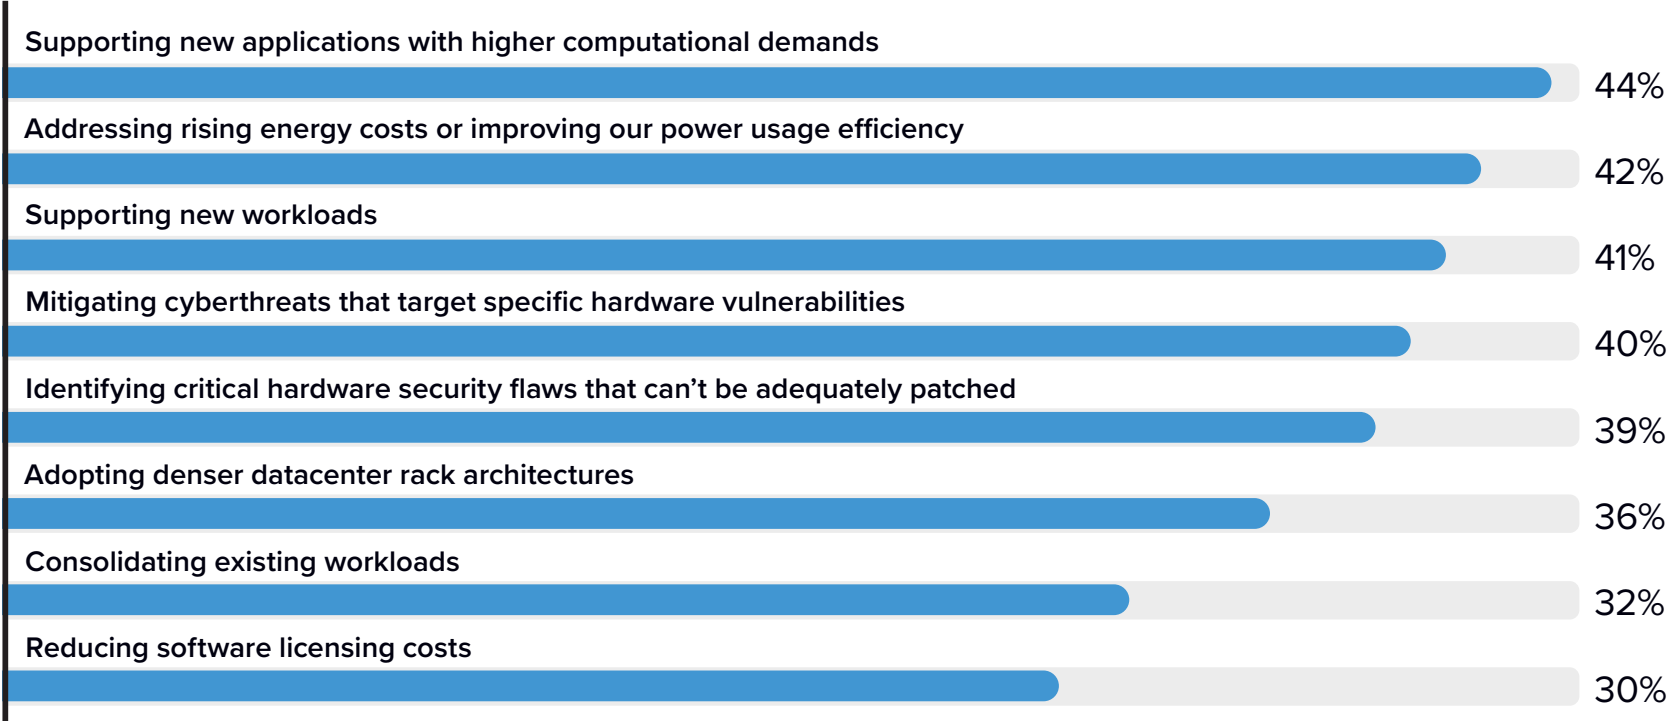 Supporting new applications with higher computational demands
44%
Addressing rising energy costs or improving our power usage efficiency
42%
Supporting new workloads
41%
Mitigating cyberthreats that target specific hardware vulnerabilities
40%
Identifying critical hardware security flaws that can’t be adequately patched
39%
Adopting denser datacenter rack architectures
36%
Consolidating existing workloads
32%
Reducing software licensing costs
30%